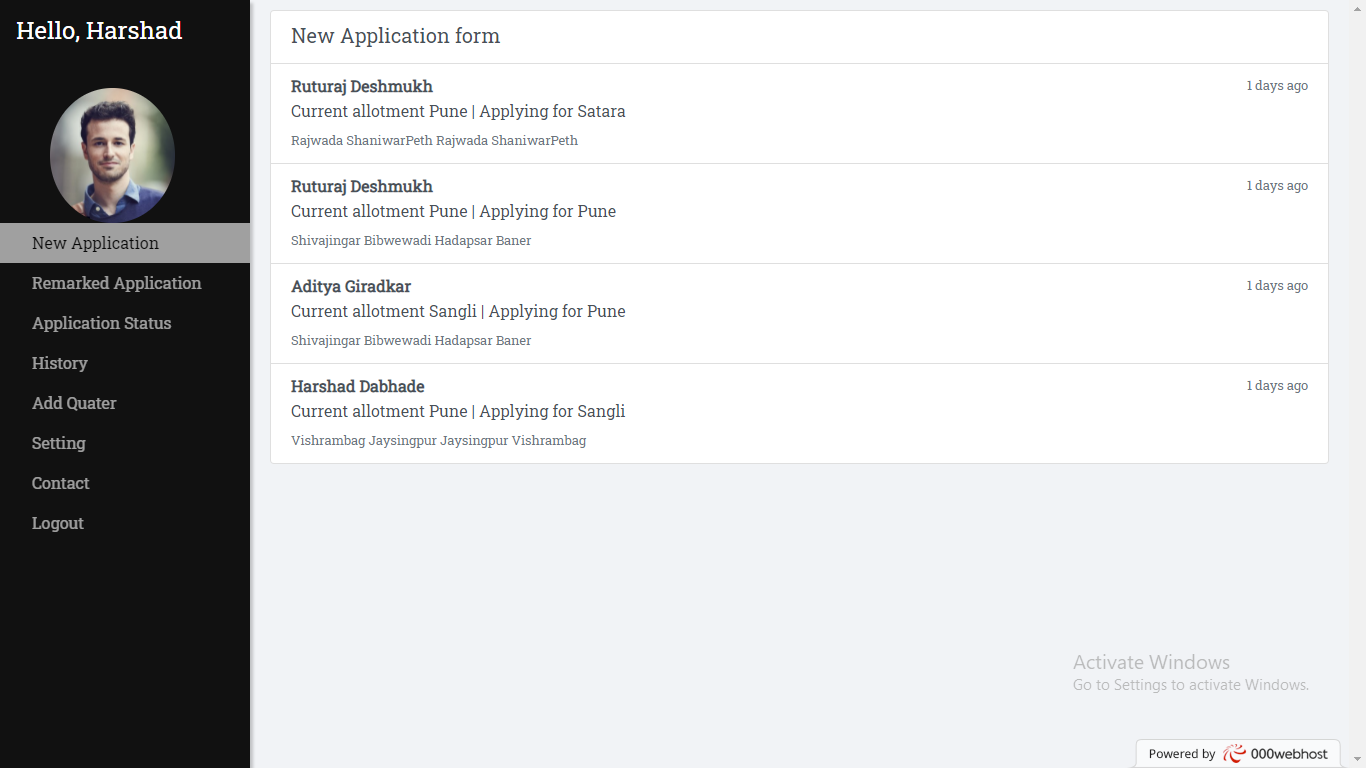 Hello, Harshad
New Application
Remarked Application
Application Status
History
Add Quater
Setting
Contact
Logout
New Application form
Ruturaj Deshmukh 1 days ago
Current allotment Pune | Applying for Satara
Rajwada ShaniwarPeth Rajwada ShaniwarPeth
Ruturaj Deshmukh 1 days ago
Current allotment Pune | Applying for Pune
Shivajingar Bibwewadi Hadapsar Baner
Aditya Giradkar 1 days ago
Current allotment Sangli | Applying for Pune
Shivajingar Bibwewadi Hadapsar Baner
Harshad Dabhade 1 days ago
Current allotment Pune | Applying for Sangli
Vishrambag Jaysingpur Jaysingpur Vishrambag
Activate Windows
Go to Settings to activate Windows.
Powered by 000webhost